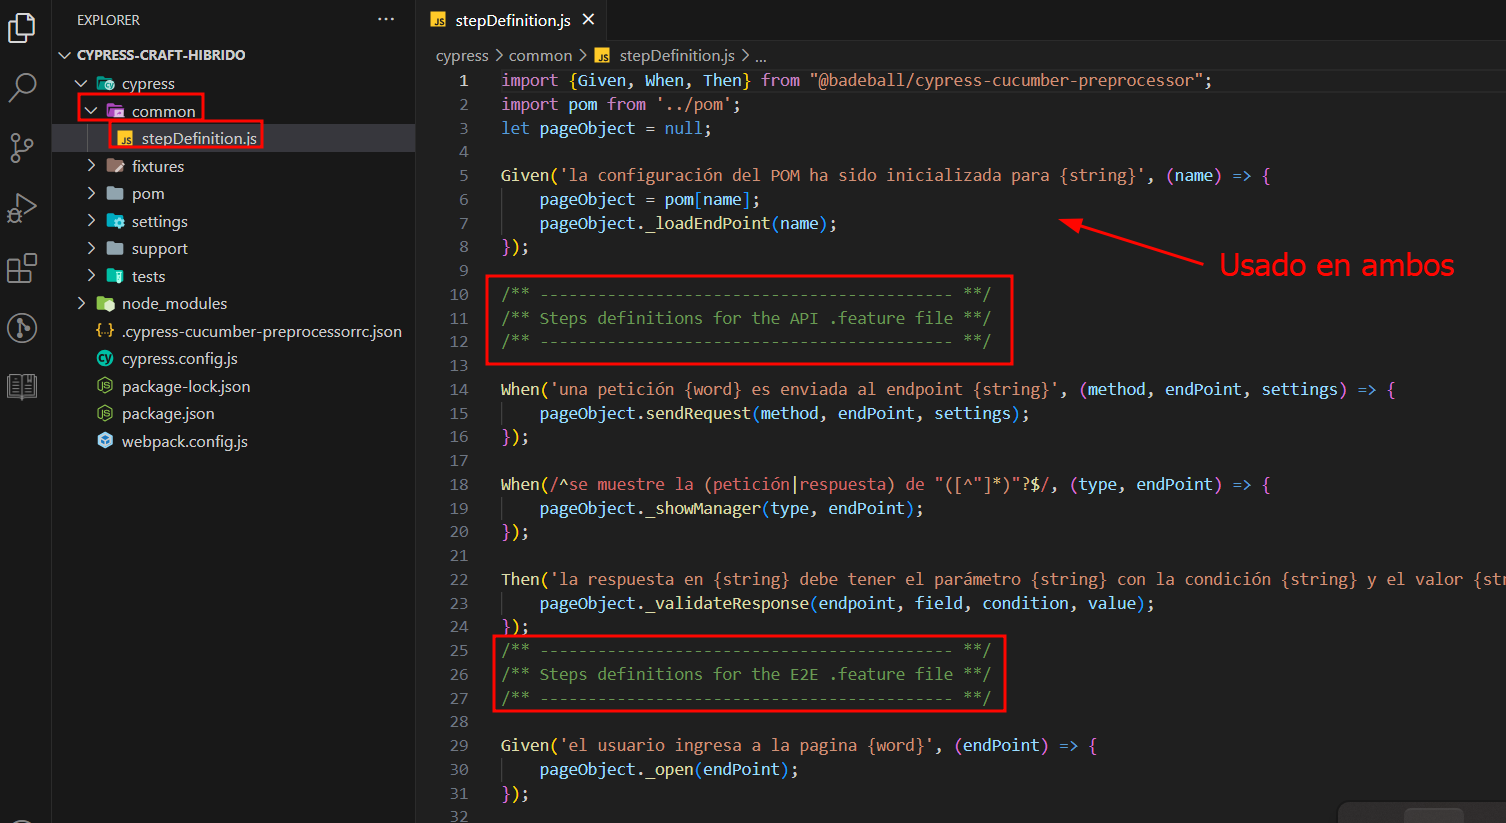 EXPLORER
···
CYPRESS-CRAFT-HIBRIDO
cypress
common
JS stepDefinition.js
fixtures
pom
settings
support
tests
node_modules
{..} .cypress-cucumber-preprocessorrc.json
cypress.config.js
package-lock.json
package.json
webpack.config.js
JS stepDefinition.js
cypress > common > JS stepDefinition.js > ...
1 import {Given, When, Then} from "@badeball/cypress-cucumber-preprocessor";
2 import pom from '../pom';
3 let pageObject = null;
4
5 Given('la configuración del POM ha sido inicializada para {string}', (name) => {
6 pageObject = pom[name];
7 pageObject._loadEndPoint(name);
8 });
9
Usado en ambos
10 /** ------------------------------------------- **/
11 /** Steps definitions for the API .feature file **/
12 /** ------------------------------------------- **/
13
14 When('una petición {word} es enviada al endpoint {string}', (method, endPoint, settings) => {
15 pageObject.sendRequest(method, endPoint, settings);
16 });
17
18 When(/^se muestre la (petición|respuesta) de "([^"]*)"?$/, (type, endPoint) => {
19 pageObject._showManager(type, endPoint);
20 });
21
22 Then('la respuesta en {string} debe tener el parámetro {string} con la condición {string} y el valor {str
23 pageObject._validateResponse(endpoint, field, condition, value);
24 });
25 /** ------------------------------------------- **/
26 /** Steps definitions for the E2E .feature file **/
27 /** ------------------------------------------- **/
28
29 Given('el usuario ingresa a la pagina {word}', (endPoint) => {
30 pageObject._open(endPoint);
31 });
32